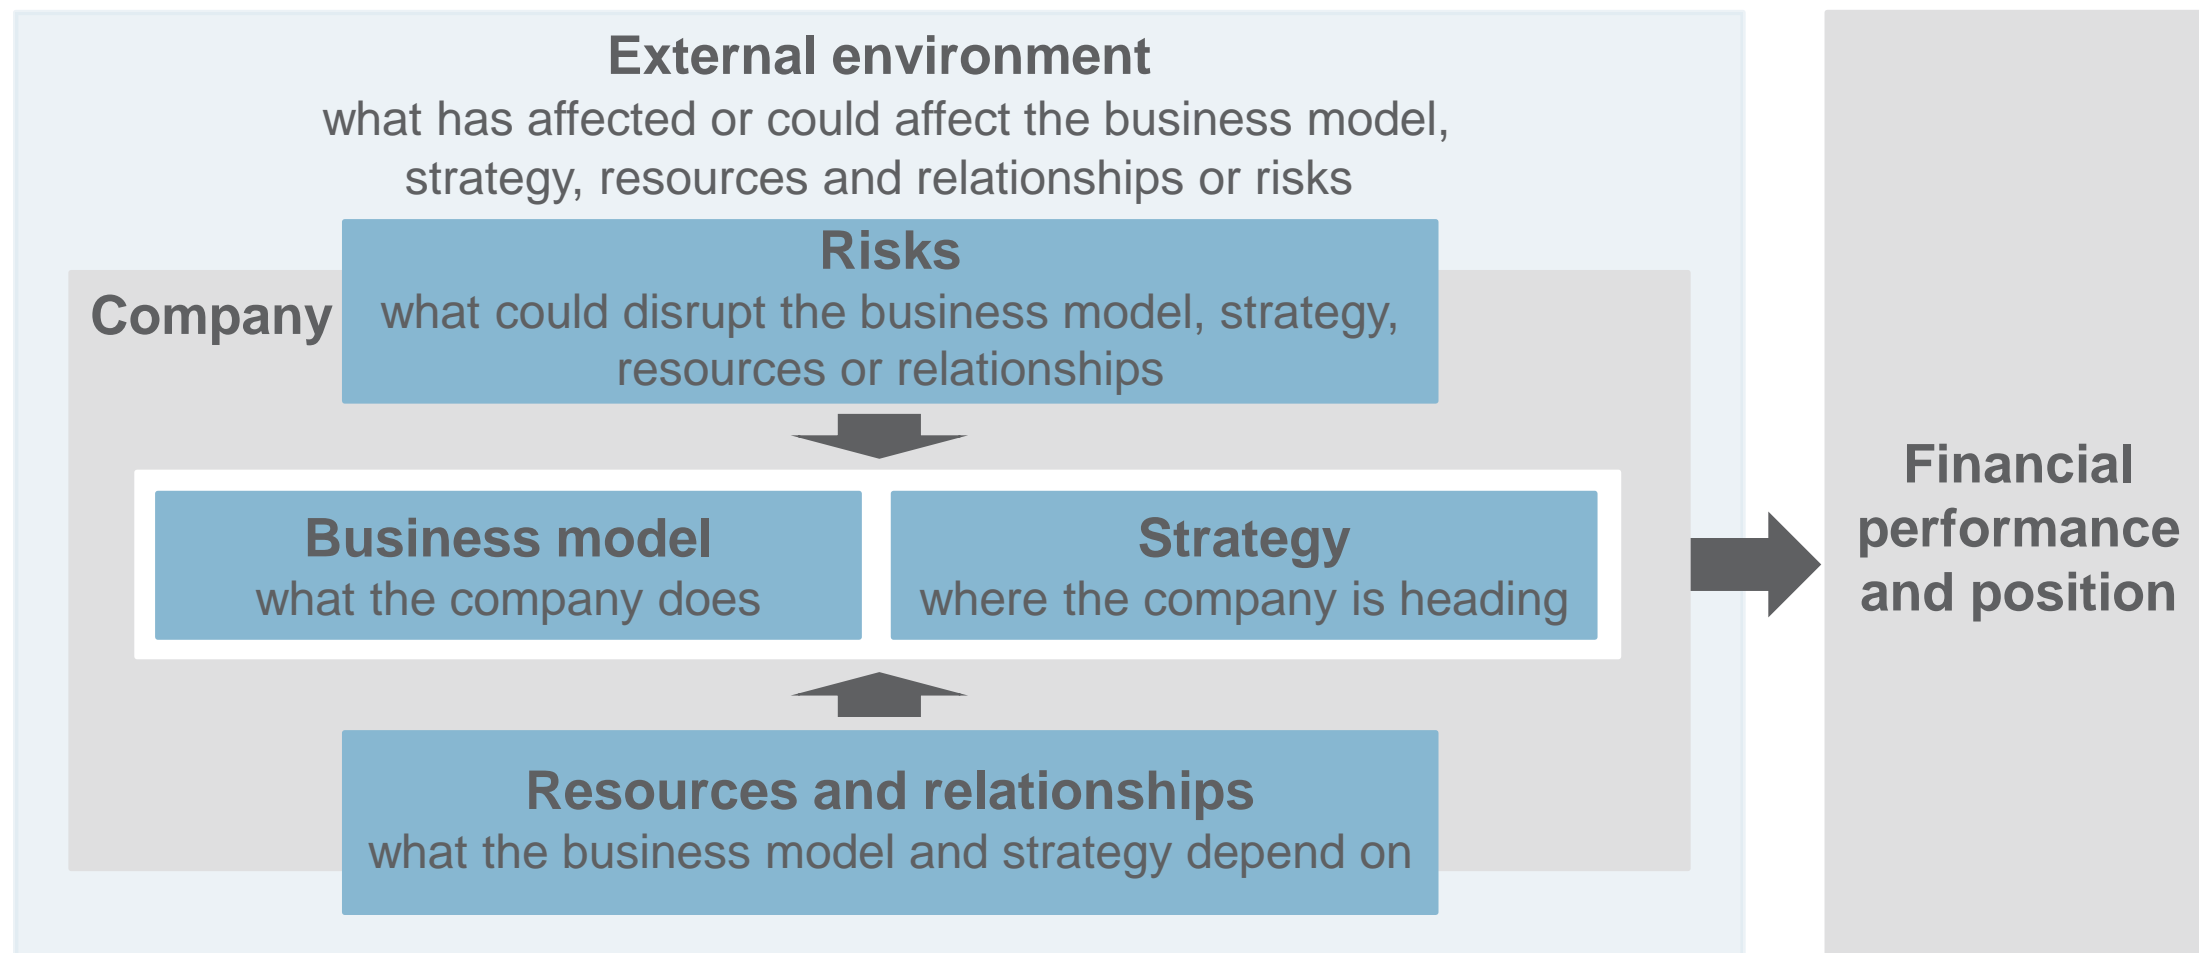 External environment
what has affected or could affect the business model,
strategy, resources and relationships or risks
Risks
Company
what could disrupt the business model, strategy,
resources or relationships
Business model
what the company does
Strategy
where the company is heading
Resources and relationships
what the business model and strategy depend on
Financial
performance
and position